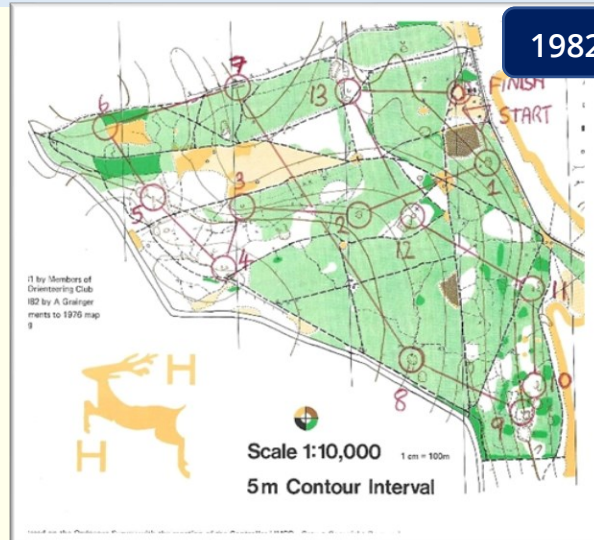 1982
7
6
13
FINISH
START
1
3
5
2
12
4
11
8
10
9
by Members of
Orienteering Club
82 by A Grainger
ments to 1976 map
H
H
Scale 1:10,000 1 cm = 100m
5m Contour Interval